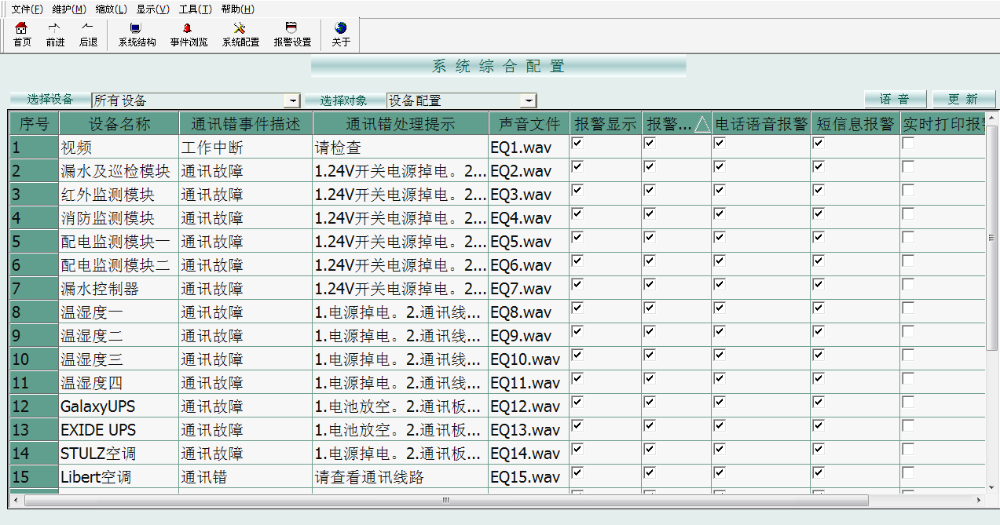 文件(F) 维护(M) 缩放(L) 显示(V) 工具(T) 帮助(H)
首页 前进 后退 系统结构 事件浏览 系统配置 报警设置 关于
系统综合配置
选择设备 所有设备 选择对象 设备配置 语音 更新
序号 设备名称 通讯错事件描述 通讯错处理提示 声音文件 报警显示 报警... 电话语音报警 短信息报警 实时打印报
1 视频 工作中断 请检查 EQ1.wav
2 漏水及巡检模块 通讯故障 1.24V开关电源掉电。2... EQ2.wav
3 红外监测模块 通讯故障 1.24V开关电源掉电。2... EQ3.wav
4 消防监测模块 通讯故障 1.24V开关电源掉电。2... EQ4.wav
5 配电监测模块一 通讯故障 1.24V开关电源掉电。2... EQ5.wav
6 配电监测模块二 通讯故障 1.24V开关电源掉电。2... EQ6.wav
7 漏水控制器 通讯故障 1.24V开关电源掉电。2... EQ7.wav
8 温湿度一 通讯故障 1.电源掉电。2.通讯线... EQ8.wav
9 温湿度二 通讯故障 1.电源掉电。2.通讯线... EQ9.wav
10 温湿度三 通讯故障 1.电源掉电。2.通讯线... EQ10.wav
11 温湿度四 通讯故障 1.电源掉电。2.通讯线... EQ11.wav
12 GalaxyUPS 通讯故障 1.电池放空。2.通讯板... EQ12.wav
13 EXIDE UPS 通讯故障 1.电池放空。2.通讯板... EQ13.wav
14 STULZ空调 通讯故障 1.电源掉电。2.通讯板... EQ14.wav
15 Libert空调 通讯错 请查看通讯线路 EQ15.wav